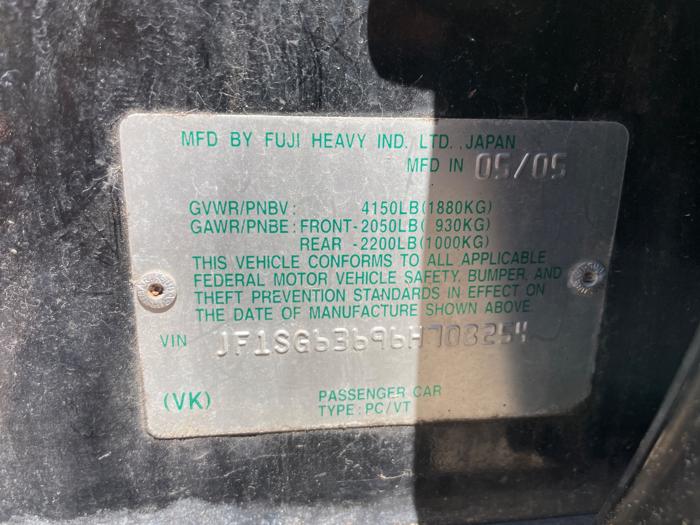 MFD BY FUJI HEAVY IND. LTD., JAPAN
MFD IN 05/05
GVWR/PNBV: 4150LB(1880KG)
GAWR/PNBE: FRONT-2050LB( 930KG)
REAR -2200LB(1000KG)
THIS VEHICLE CONFORMS TO ALL APPLICABLE
FEDERAL MOTOR VEHICLE SAFETY, BUMPER, AND
THEFT PREVENTION STANDARDS IN EFFECT ON
THE DATE OF MANUFACTURE SHOWN ABOVE.
VIN JF1SG63696H708254
(VK) PASSENGER CAR
TYPE: PC/VT